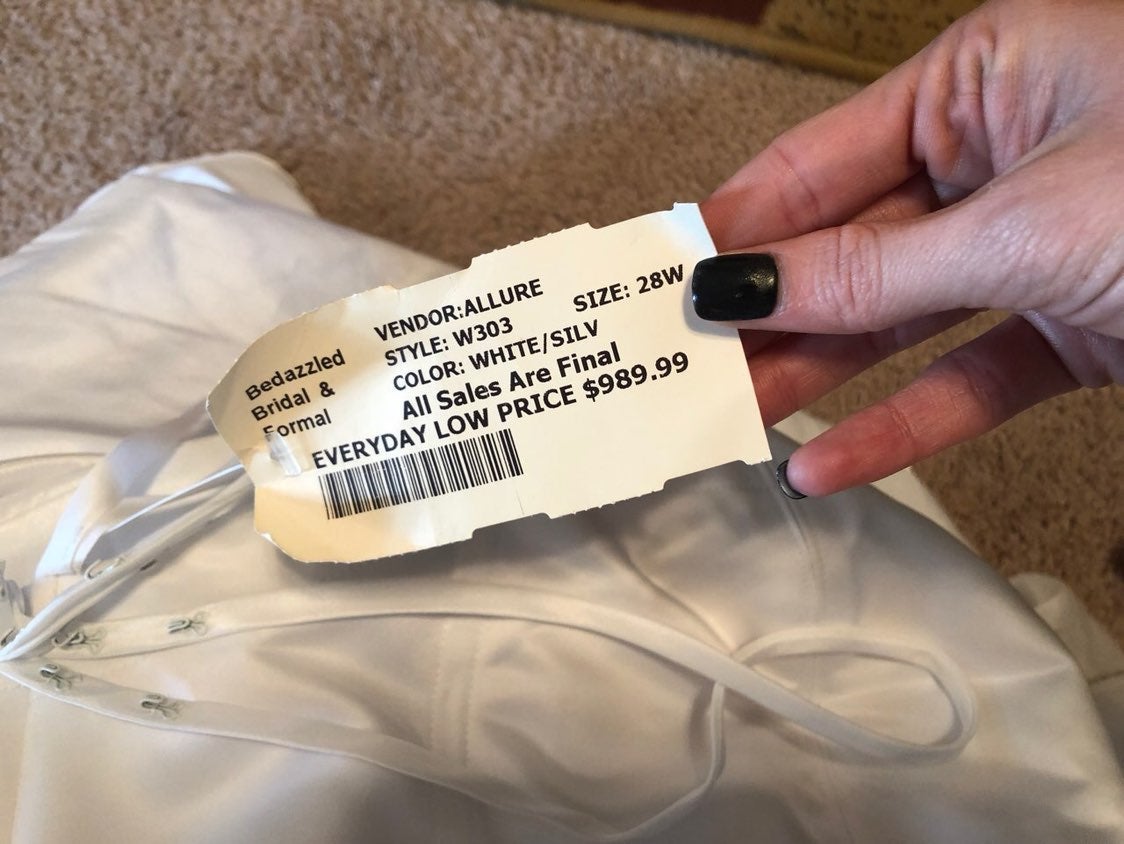 Bedazzled
Bridal &
Formal
VENDOR:ALLURE
STYLE: W303
SIZE: 28W
COLOR: WHITE/SILV
All Sales Are Final
EVERYDAY LOW PRICE $989.99